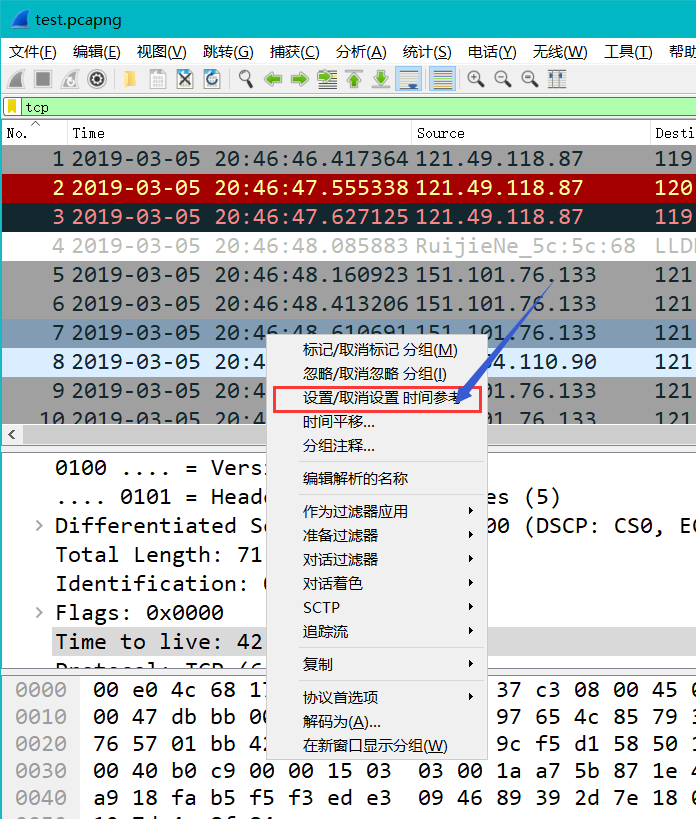 test.pcapng
文件(F) 编辑(E) 视图(V) 跳转(G) 捕获(C) 分析(A) 统计(S) 电话(Y) 无线(W) 工具(T) 帮助
tcp
No. Time Source Desti
1 2019-03-05 20:46:46.417364 121.49.118.87 119
2 2019-03-05 20:46:47.555338 121.49.118.87 120
3 2019-03-05 20:46:47.627125 121.49.118.87 119
4 2019-03-05 20:46:48.085883 RuijieNe_5c:5c:68 LLD
5 2019-03-05 20:46:48.160923 151.101.76.133 121
6 2019-03-05 20:46:48.413206 151.101.76.133 121
7 2019-03-05 20:46:48.610691 151.101.76.133 121
8 2019-03-05 20:4 4.110.90 121
9 2019-03-05 20:4 01.76.133 121
10 2019-03-05 20:4 01.76.133 121
标记/取消标记 分组(M)
忽略/取消忽略 分组(I)
设置/取消设置 时间参考
时间平移...
分组注释...
编辑解析的名称
作为过滤器应用
准备过滤器
对话过滤器
对话着色
SCTP
追踪流
复制
协议首选项
解码为(A)...
在新窗口显示分组(W)
0100 .... = Vers
.... 0101 = Heade es (5)
Differentiated Se 00 (DSCP: CS0, EC
Total Length: 71
Identification:
Flags: 0x0000
Time to live: 42
Protocol: TCP (6
0000 00 e0 4c 68 17 37 c3 08 00 45 0
0010 00 47 db bb 00 97 65 4c 85 79 3
0020 76 57 01 bb 42 9c f5 d1 58 50 1
0030 00 40 b0 c9 00 00 15 03 03 00 1a a7 5b 87 1e 4
0040 a9 18 fa b5 f5 f3 ed e3 09 46 89 39 2d 7e 18 0